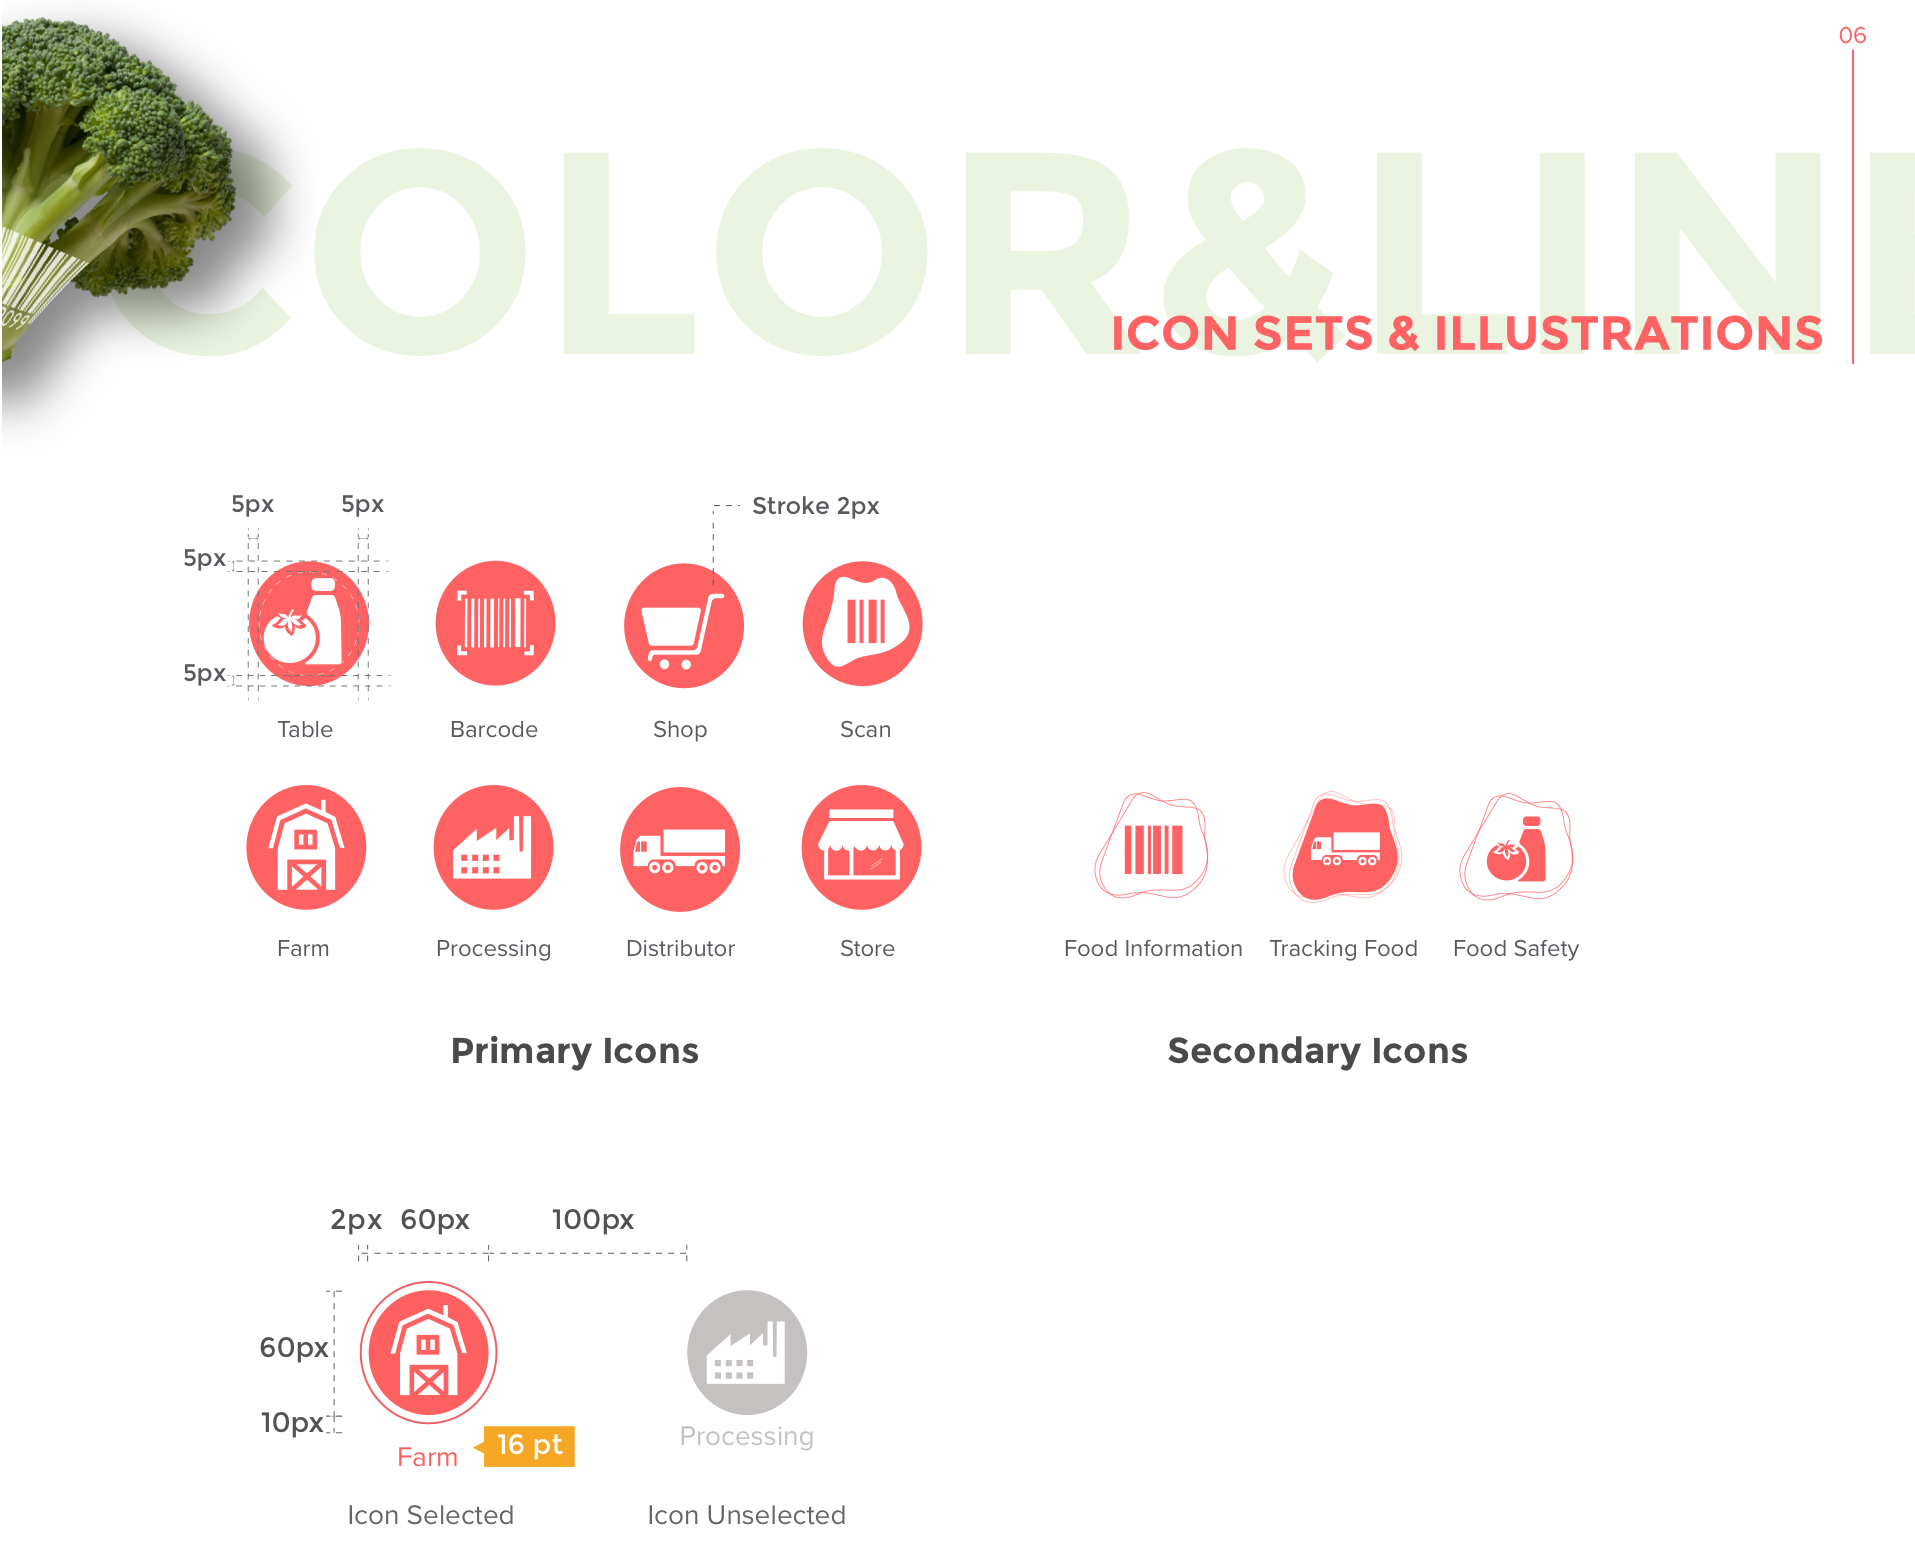 06
COLOR&LINI
ICON SETS & ILLUSTRATIONS
5px 5px
Stroke 2px
5px
5px
Table Barcode Shop Scan
Farm Processing Distributor Store
Food Information Tracking Food Food Safety
Primary Icons
Secondary Icons
2px 60px 100px
60px
10px
Processing
Farm
16 pt
Icon Selected Icon Unselected